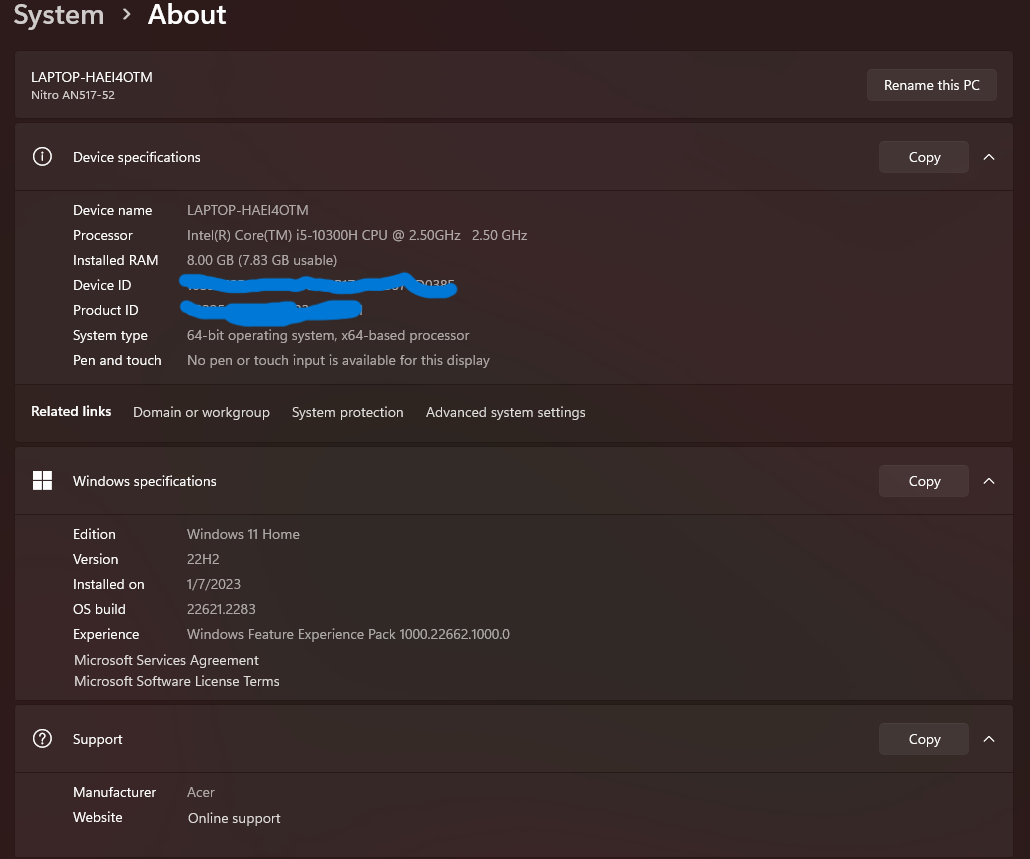 System > About
LAPTOP-HAEI4OTM
Nitro AN517-52
Rename this PC
Device specifications
Copy
Device name LAPTOP-HAEI4OTM
Processor Intel(R) Core(TM) i5-10300H CPU @ 2.50GHz 2.50 GHz
Installed RAM 8.00 GB (7.83 GB usable)
Device ID
Product ID
System type 64-bit operating system, x64-based processor
Pen and touch No pen or touch input is available for this display
Related links Domain or workgroup System protection Advanced system settings
Windows specifications
Copy
Edition Windows 11 Home
Version 22H2
Installed on 1/7/2023
OS build 22621.2283
Experience Windows Feature Experience Pack 1000.22662.1000.0
Microsoft Services Agreement
Microsoft Software License Terms
Support
Copy
Manufacturer Acer
Website Online support